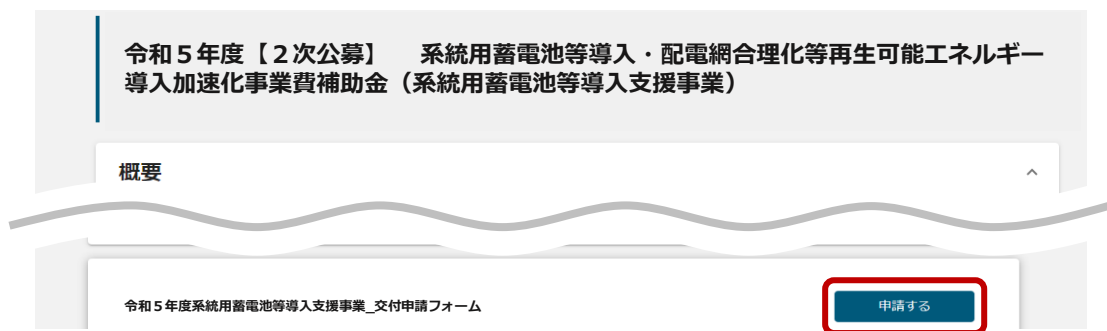 令和５年度【２次公募】　系統用蓄電池等導入・配電網合理化等再生可能エネルギー
導入加速化事業費補助金（系統用蓄電池等導入支援事業）
概要
令和５年度系統用蓄電池等導入支援事業_交付申請フォーム
申請する